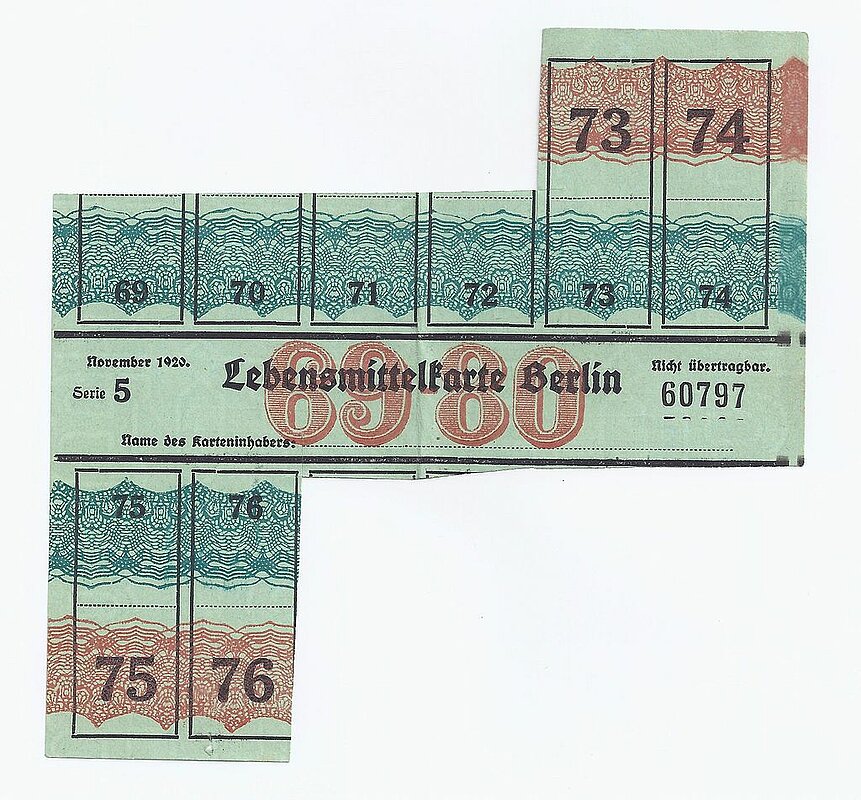 73 74
69 70 71 72 73 74
November 1920. Lebensmittelkarte Berlin Nicht übertragbar.
Serie 5 69-80 60797
Name des Karteninhabers:
75 76
75 76